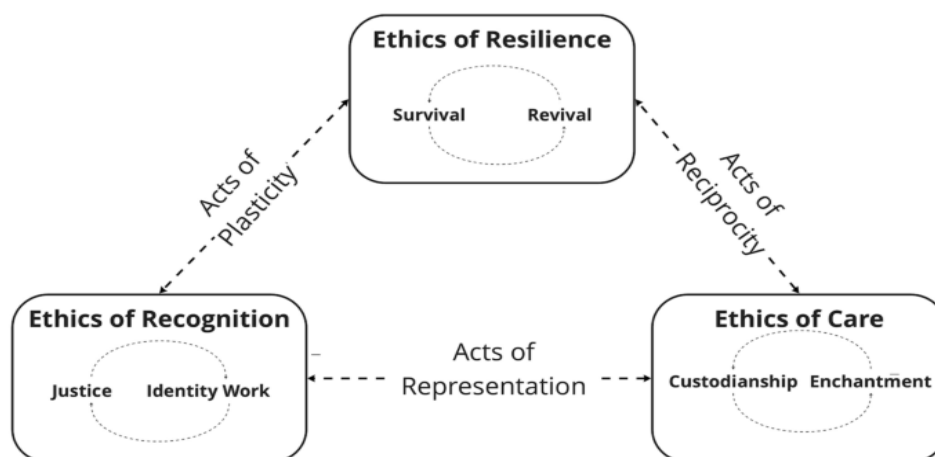 Ethics of Resilience
Survival
Revival
Acts of
Plasticity
Acts of
Reciprocity
Ethics of Recognition
Justice
Identity Work
Acts of
Representation
Ethics of Care
Custodianship
Enchantment